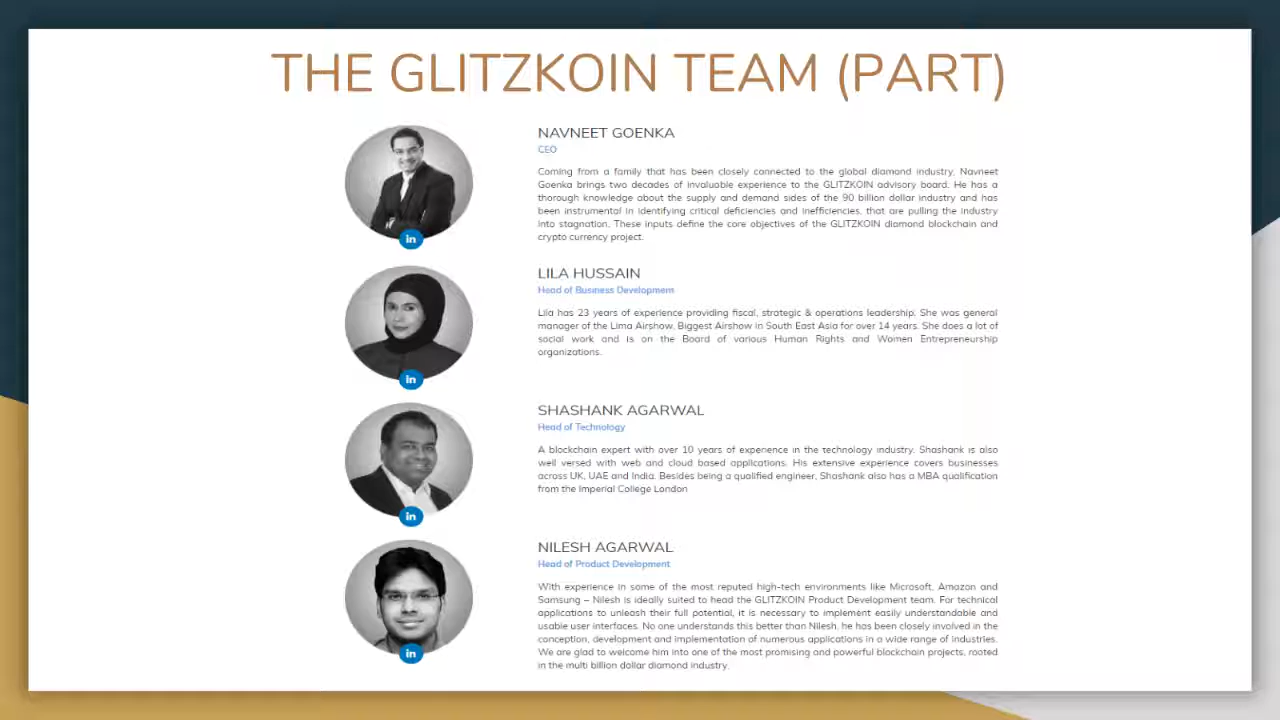 THE GLITZKOIN TEAM (PART)
NAVNEET GOENKA
CEO
Coming from a family that has been closely connected to the global diamond industry, Navneet
Goenka brings two decades of invaluable experience to the GLITZKOIN advisory board. He has a
thorough knowledge about the supply and demand sides of the 90 billion dollar industry and has
been instrumental in identifying critical deficiencies and inefficiencies, that are pulling the industry
into stagnation. These inputs define the core objectives of the GLITZKOIN diamond blockchain and
crypto currency project.
in
LILA HUSSAIN
Head of Business Development
Lila has 23 years of experience providing fiscal, strategic & operations leadership. She was general
manager of the Lima Airshow, Biggest Airshow in South East Asia for over 14 years. She does a lot of
social work and is on the Board of various Human Rights and Women Entrepreneurship
organizations.
in
SHASHANK AGARWAL
Head of Technology
A blockchain expert with over 10 years of experience in the technology industry. Shashank is also
well versed with web and cloud based applications. His extensive experience covers businesses
across UK, UAE and India. Besides being a qualified engineer, Shashank also has a MBA qualification
from the Imperial College London
in
NILESH AGARWAL
Head of Product Development
With experience in some of the most reputed high-tech environments like Microsoft, Amazon and
Samsung – Nilesh is ideally suited to head the GLITZKOIN Product Development team. For technical
applications to unleash their full potential, it is necessary to implement easily understandable and
usable user interfaces. No one understands this better than Nilesh, he has been closely involved in the
conception, development and implementation of numerous applications in a wide range of industries.
We are glad to welcome him into one of the most promising and powerful blockchain projects, rooted
in the multi billion dollar diamond industry.
in